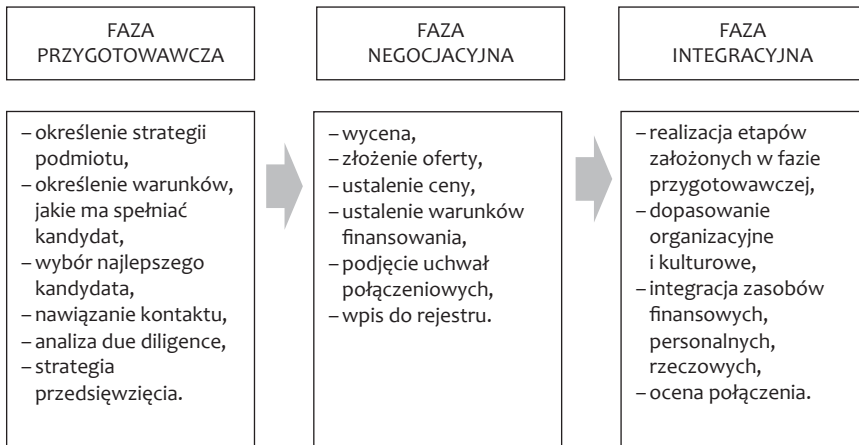 FAZA
PRZYGOTOWAWCZA
– określenie strategii
podmiotu,
– określenie warunków,
jakie ma spełniać
kandydat,
– wybór najlepszego
kandydata,
– nawiązanie kontaktu,
– analiza due diligence,
– strategia
przedsięwzięcia.
FAZA
NEGOCJACYJNA
– wycena,
– złożenie oferty,
– ustalenie ceny,
– ustalenie warunków
finansowania,
– podjęcie uchwał
połączeniowych,
– wpis do rejestru.
FAZA
INTEGRACYJNA
– realizacja etapów
założonych w fazie
przygotowawczej,
– dopasowanie
organizacyjne
i kulturowe,
– integracja zasobów
finansowych,
personalnych,
rzeczowych,
– ocena połączenia.